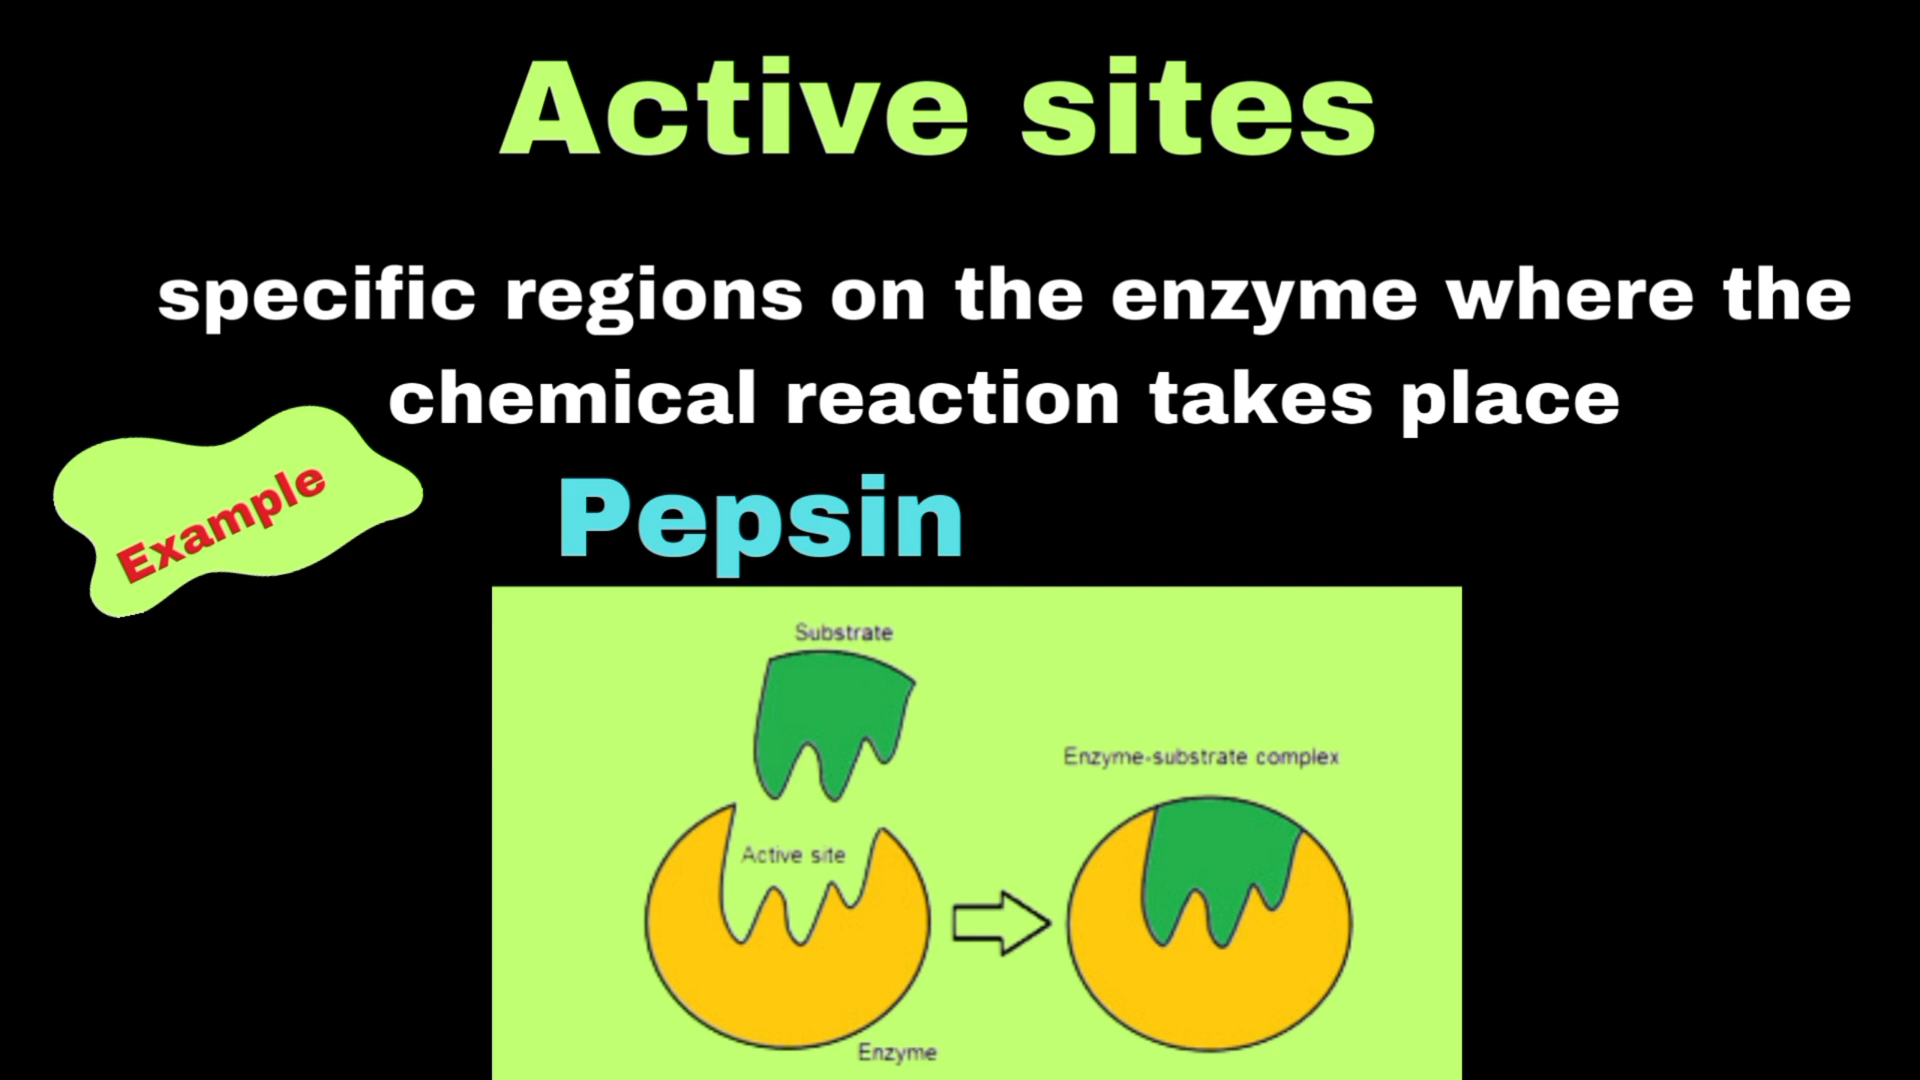 Active sites
specific regions on the enzyme where the
chemical reaction takes place
Example
Pepsin
Substrate
Enzyme-substrate complex
Active site
Enzyme